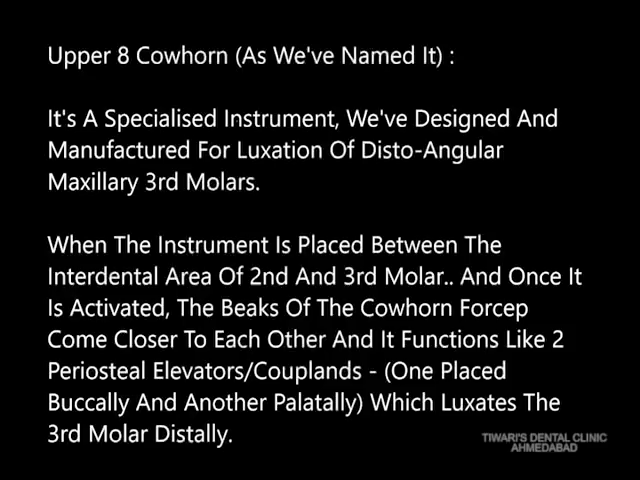 Upper 8 Cowhorn (As We've Named It) :
It's A Specialised Instrument, We've Designed And
Manufactured For Luxation Of Disto-Angular
Maxillary 3rd Molars.
When The Instrument Is Placed Between The
Interdental Area Of 2nd And 3rd Molar.. And Once It
Is Activated, The Beaks Of The Cowhorn Forcep
Come Closer To Each Other And It Functions Like 2
Periosteal Elevators/Couplands - (One Placed
Buccally And Another Palatally) Which Luxates The
3rd Molar Distally.
TIWARI'S DENTAL CLINIC
AHMEDABAD